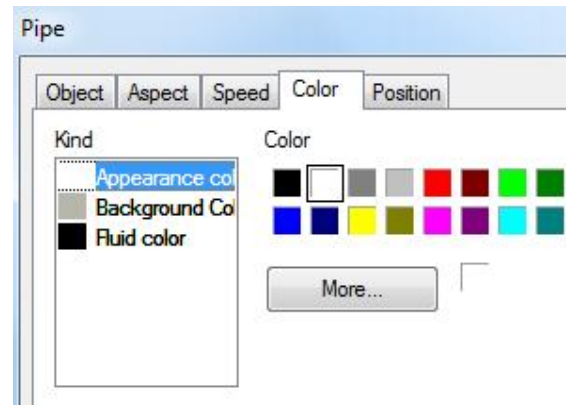 Pipe
Object Aspect Speed Color Position
Kind Color
Appearance col
Background Col
Fluid color
More...